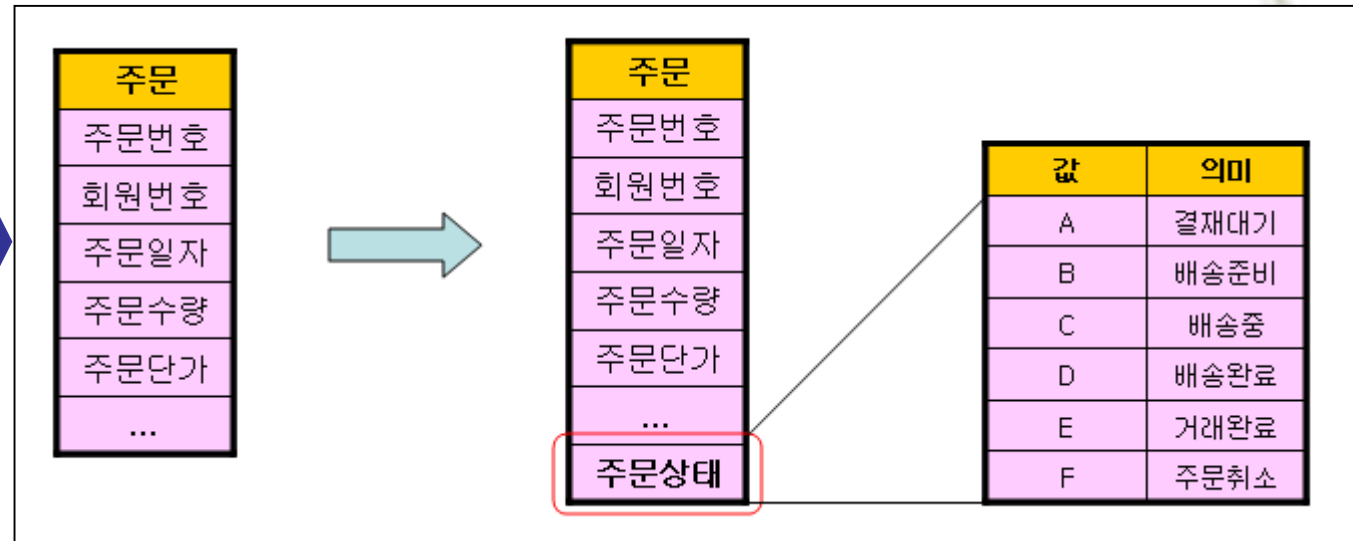 주문
주문번호
회원번호
주문일자
주문수량
주문단가
...
주문
주문번호
회원번호
주문일자
주문수량
주문단가
...
주문상태
값 의미
A 결재대기
B 배송준비
C 배송중
D 배송완료
E 거래완료
F 주문취소